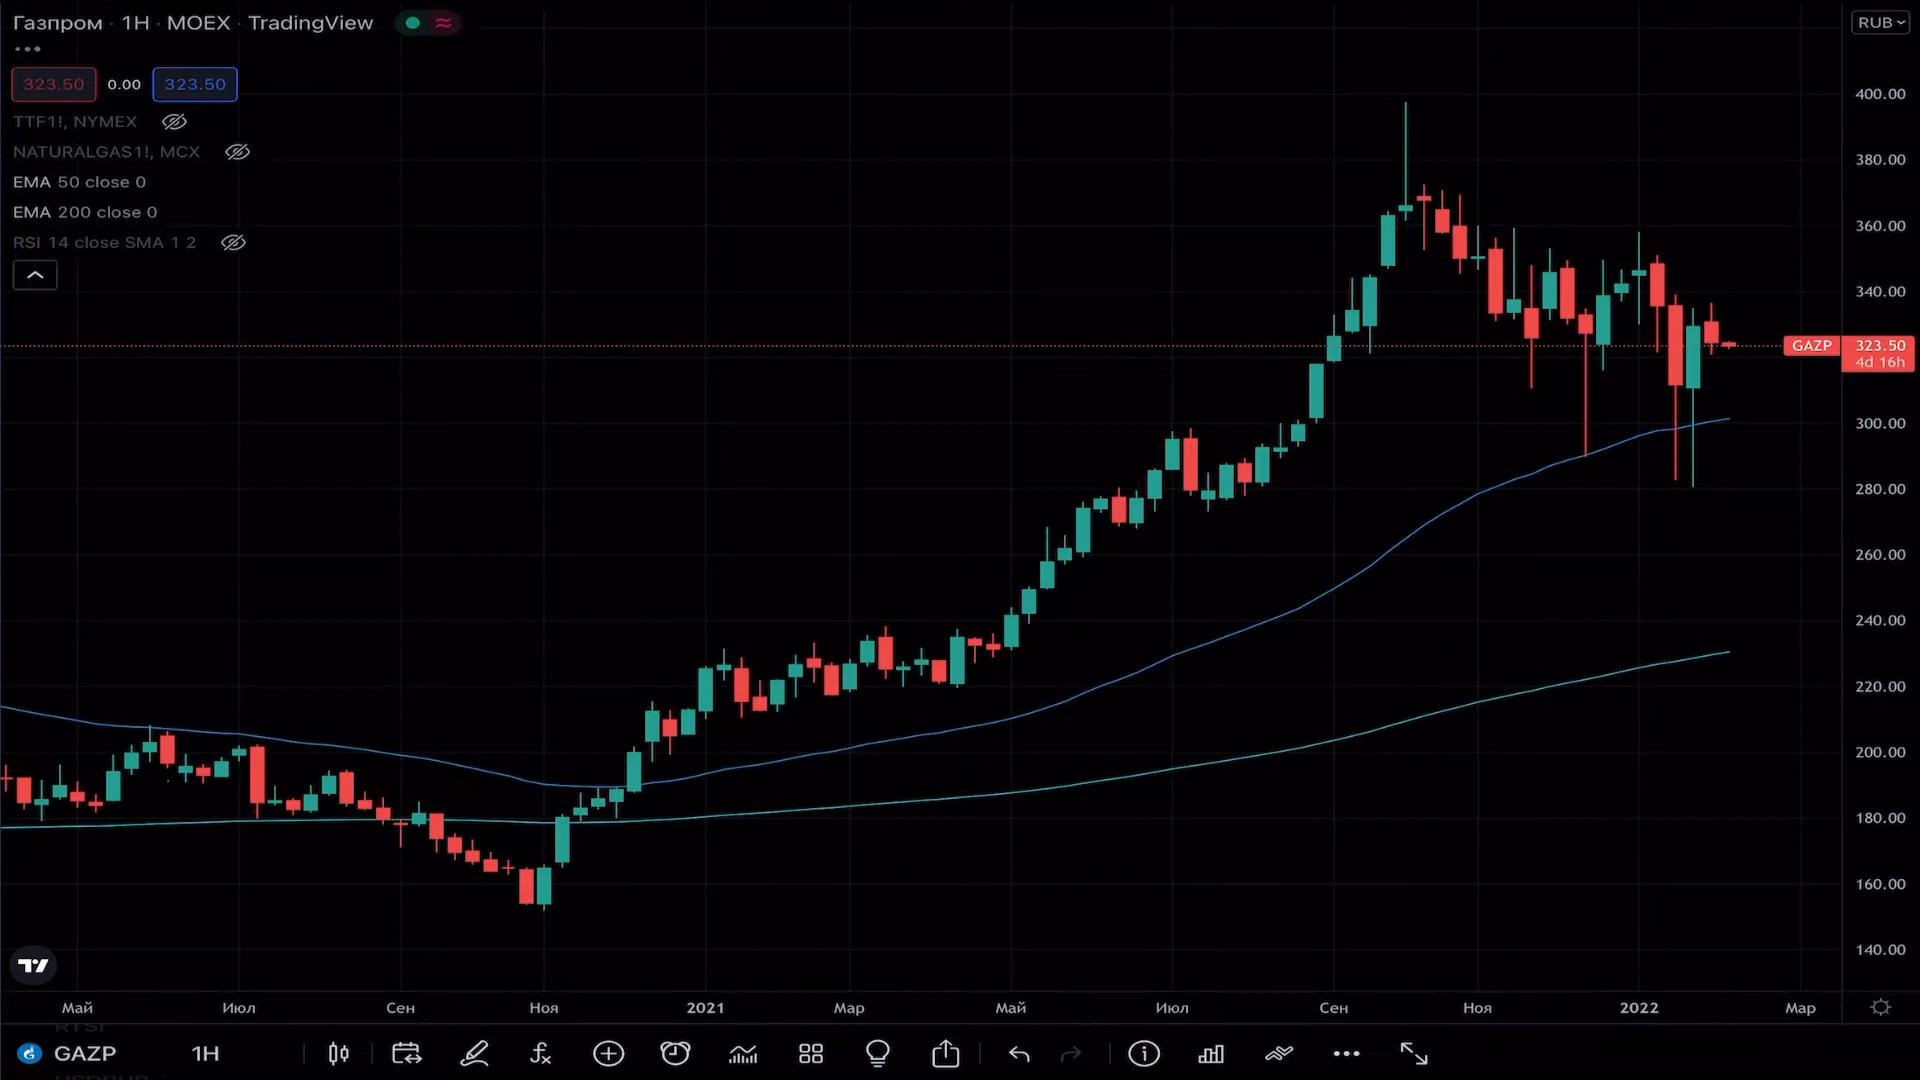 Газпром · 1Н · MOEX · TradingView
RUB
323.50 0.00 323.50
TTF1!, NYMEX
NATURALGAS1!, MCX
EMA 50 close 0
EMA 200 close 0
RSI 14 close SMA 1 2
400.00
380.00
360.00
340.00
GAZP 323.50
4d 16h
300.00
280.00
260.00
240.00
220.00
200.00
180.00
160.00
140.00
Май Июл Сен Ноя 2021 Мар Май Июл Сен Ноя 2022 Мар
GAZP 1Н